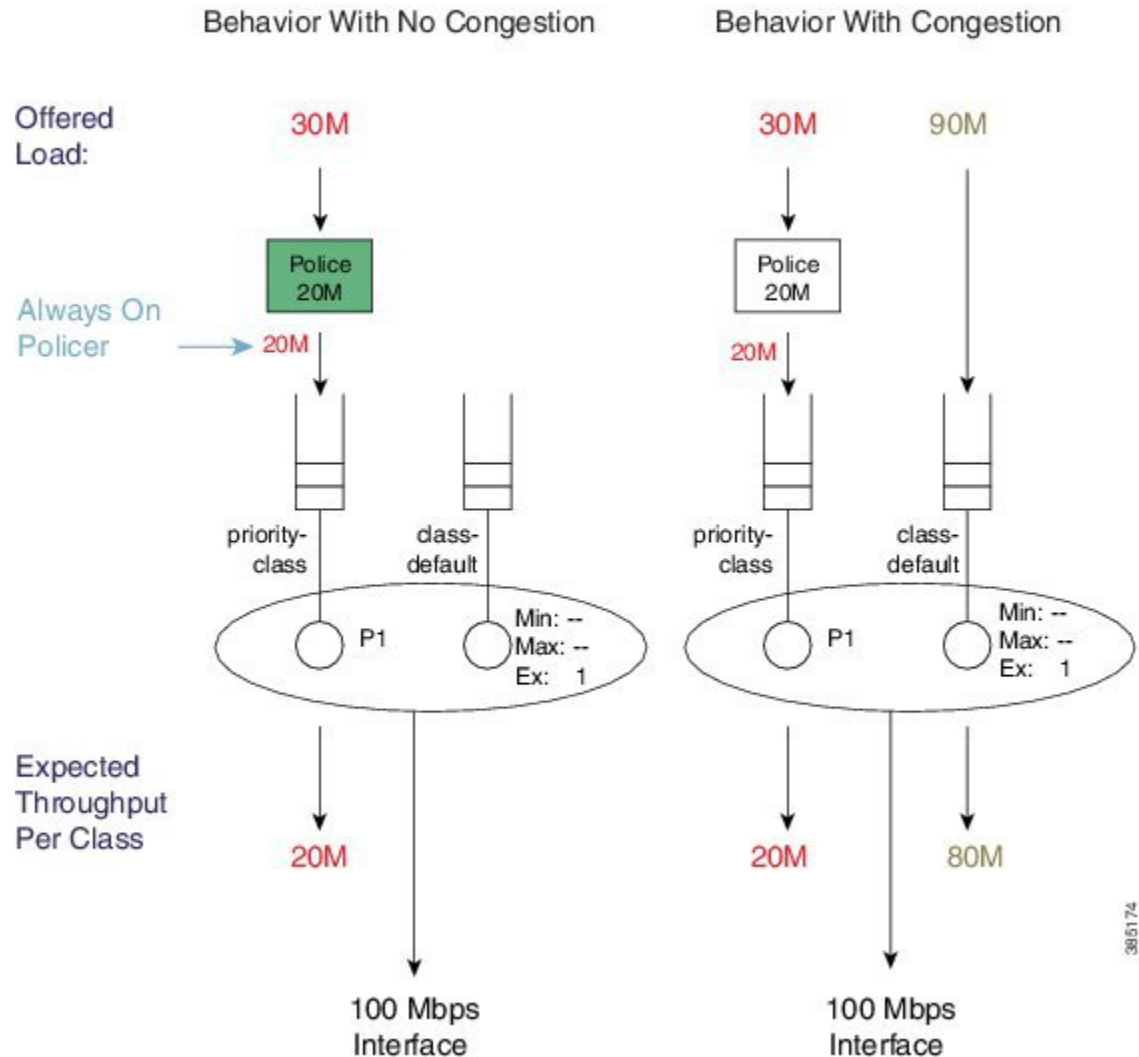 Behavior With No Congestion
Behavior With Congestion
Offered
Load:
30M
30M
90M
Police
20M
Police
20M
Always On
Policer
20M
20M
priority-
class
class-
default
priority-
class
class-
default
P1
Min: --
Max: --
Ex: 1
P1
Min: --
Max: --
Ex: 1
Expected
Throughput
Per Class
20M
20M
80M
100 Mbps
Interface
100 Mbps
Interface
385174